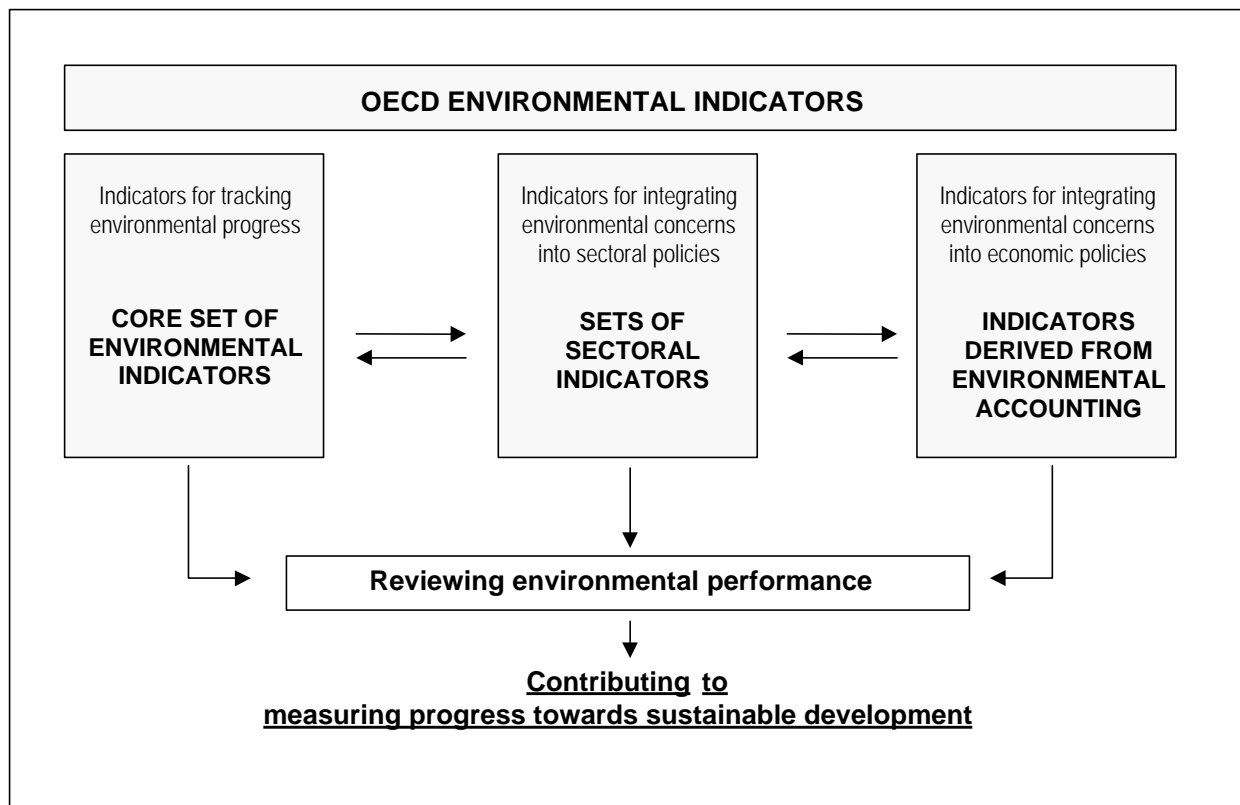 OECD ENVIRONMENTAL INDICATORS
Indicators for tracking
environmental progress
CORE SET OF
ENVIRONMENTAL
INDICATORS
Indicators for integrating
environmental concerns
into sectoral policies
SETS OF
SECTORAL
INDICATORS
Indicators for integrating
environmental concerns
into economic policies
INDICATORS
DERIVED FROM
ENVIRONMENTAL
ACCOUNTING
Reviewing environmental performance
Contributing to
measuring progress towards sustainable development